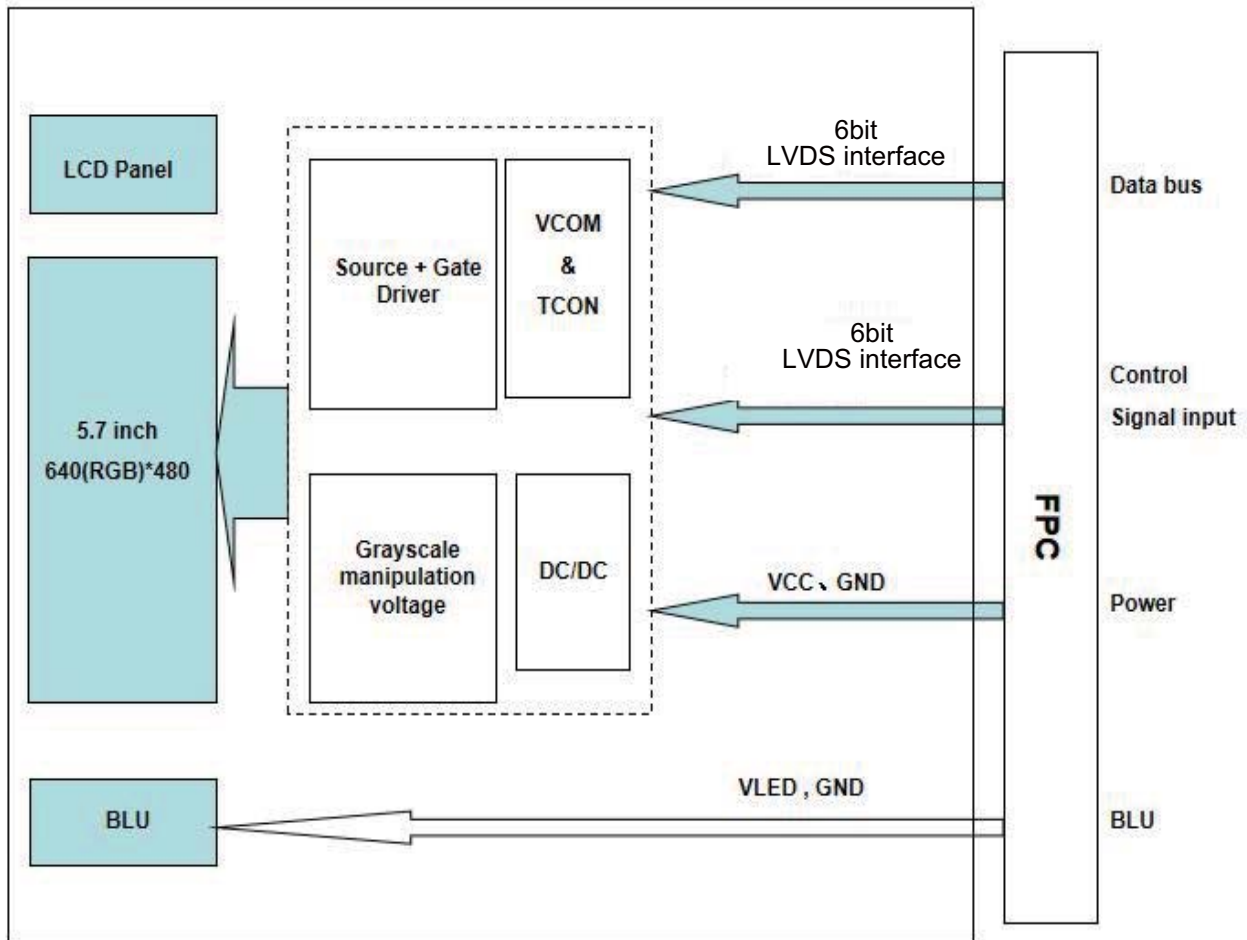 6bit
LVDS interface
LCD Panel
Data bus
VCOM
&
TCON
Source + Gate
Driver
6bit
LVDS interface
Control
Signal input
5.7 inch
640(RGB)*480
FPC
Grayscale
manipulation
voltage
DC/DC
VCC、GND
Power
VLED , GND
BLU
BLU